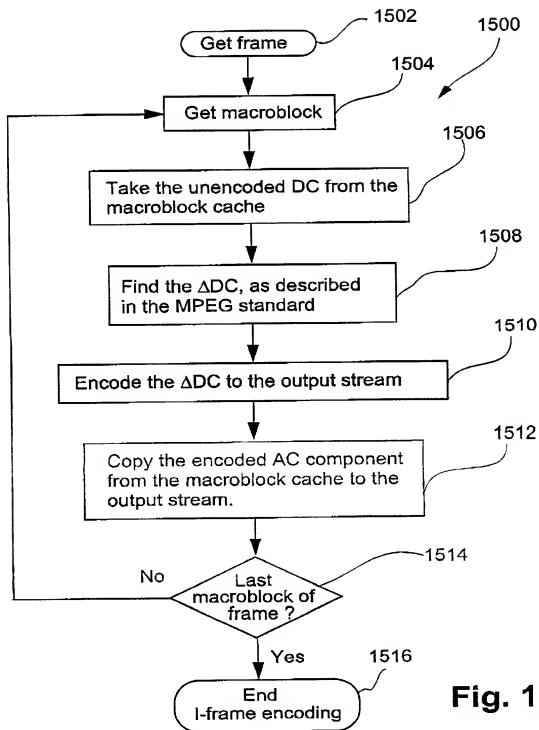 Get frame
1502
1500
1504
Get macroblock
1506
Take the unencoded DC from the
macroblock cache
1508
Find the ΔDC, as described
in the MPEG standard
1510
Encode the ΔDC to the output stream
1512
Copy the encoded AC component
from the macroblock cache to the
output stream.
1514
No
Last
macroblock of
frame ?
Yes
1516
End
I-frame encoding
Fig. 1